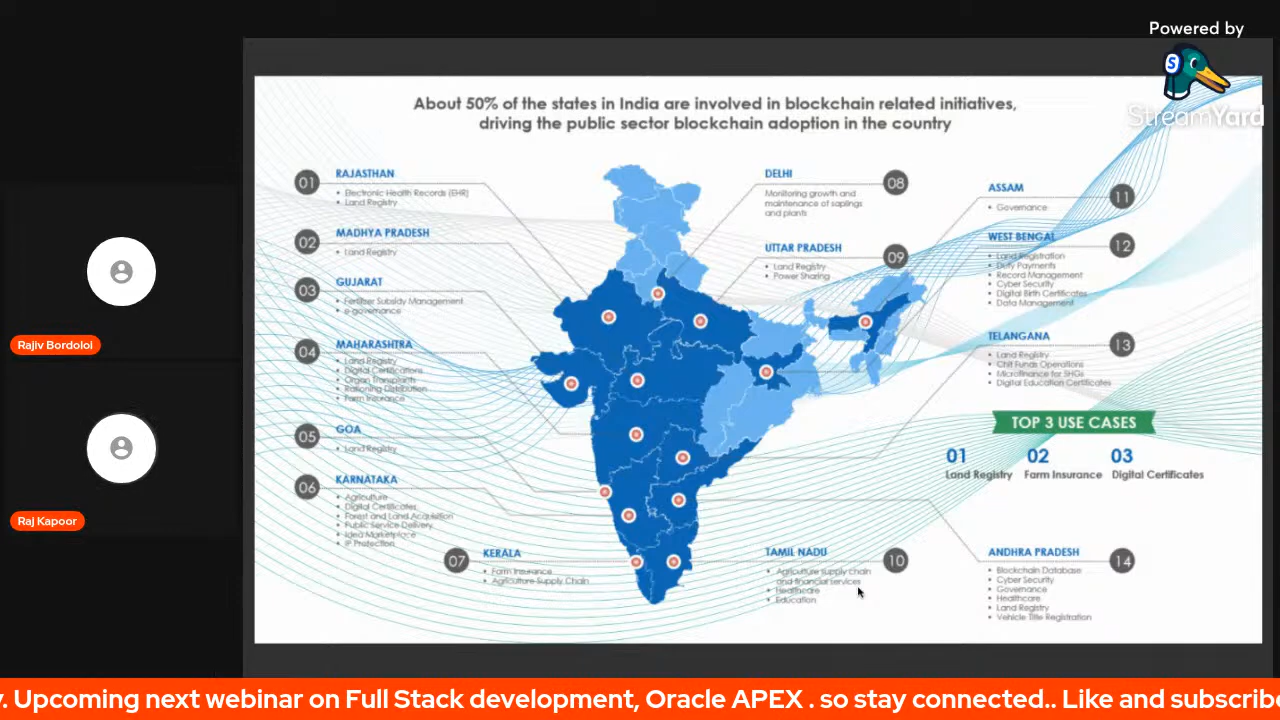 Powered by
StreamYard
About 50% of the states in India are involved in blockchain related initiatives,
driving the public sector blockchain adoption in the country
01
RAJASTHAN
• Electronic Health Records (EHR)
• Land Registry
02
MADHYA PRADESH
• Land Registry
03
GUJARAT
• Fertilizer Subsidy Management
• e-governance
04
MAHARASHTRA
• Land Registry
• Digital Certifications
• Organ Transplants
• Rationing Distribution
• Farm Insurance
05
GOA
• Land Registry
06
KARNATAKA
• Agriculture
• Digital Certificates
• Forest and Land Acquisition
• Public Service Delivery
• Idea Marketplace
• IP Protection
07
KERALA
• Farm Insurance
• Agriculture Supply Chain
DELHI
08
Monitoring growth and
maintenance of saplings
and plants
UTTAR PRADESH
09
• Land Registry
• Power Sharing
TAMIL NADU
10
• Agriculture supply chain
and financial services
• Healthcare
• Education
ASSAM
11
• Governance
WEST BENGAL
12
• Land Registration
• Duty Payments
• Record Management
• Cyber Security
• Digital Birth Certificates
• Data Management
TELANGANA
13
• Land Registry
• Chit Funds Operations
• Microfinance for SHGs
• Digital Education Certificates
TOP 3 USE CASES
01 02 03
Land Registry Farm Insurance Digital Certificates
ANDHRA PRADESH
14
• Blockchain Database
• Cyber Security
• Governance
• Healthcare
• Land Registry
• Vehicle Title Registration
Rajiv Bordoloi
Raj Kapoor
y. Upcoming next webinar on Full Stack development, Oracle APEX . so stay connected.. Like and subscribe